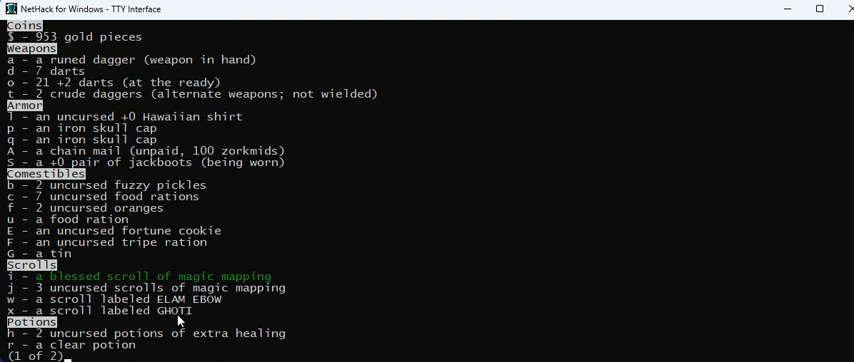 NetHack for Windows - TTY Interface
Coins
$ - 953 gold pieces
Weapons
a - a runed dagger (weapon in hand)
d - 7 darts
o - 21 +2 darts (at the ready)
t - 2 crude daggers (alternate weapons; not wielded)
Armor
l - an uncursed +0 Hawaiian shirt
p - an iron skull cap
q - an iron skull cap
A - a chain mail (unpaid, 100 zorkmids)
S - a +0 pair of jackboots (being worn)
Comestibles
b - 2 uncursed fuzzy pickles
c - 7 uncursed food rations
f - 2 uncursed oranges
u - a food ration
E - an uncursed fortune cookie
F - an uncursed tripe ration
G - a tin
Scrolls
i - a blessed scroll of magic mapping
j - 3 uncursed scrolls of magic mapping
w - a scroll labeled ELAM EBOW
x - a scroll labeled GHOTI
Potions
h - 2 uncursed potions of extra healing
r - a clear potion
(1 of 2)